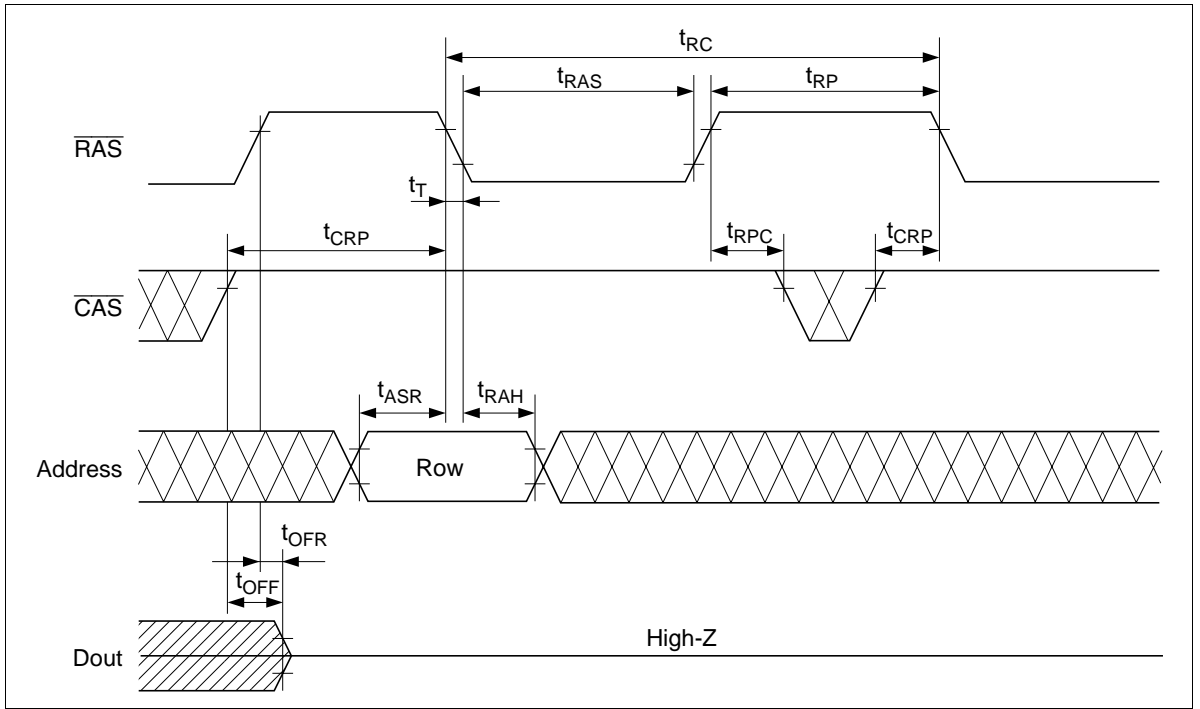 tRC
tRAS
tRP
RAS
tT
tCRP
tRPC
tCRP
CAS
tASR
tRAH
Address
Row
tOFR
tOFF
High-Z
Dout